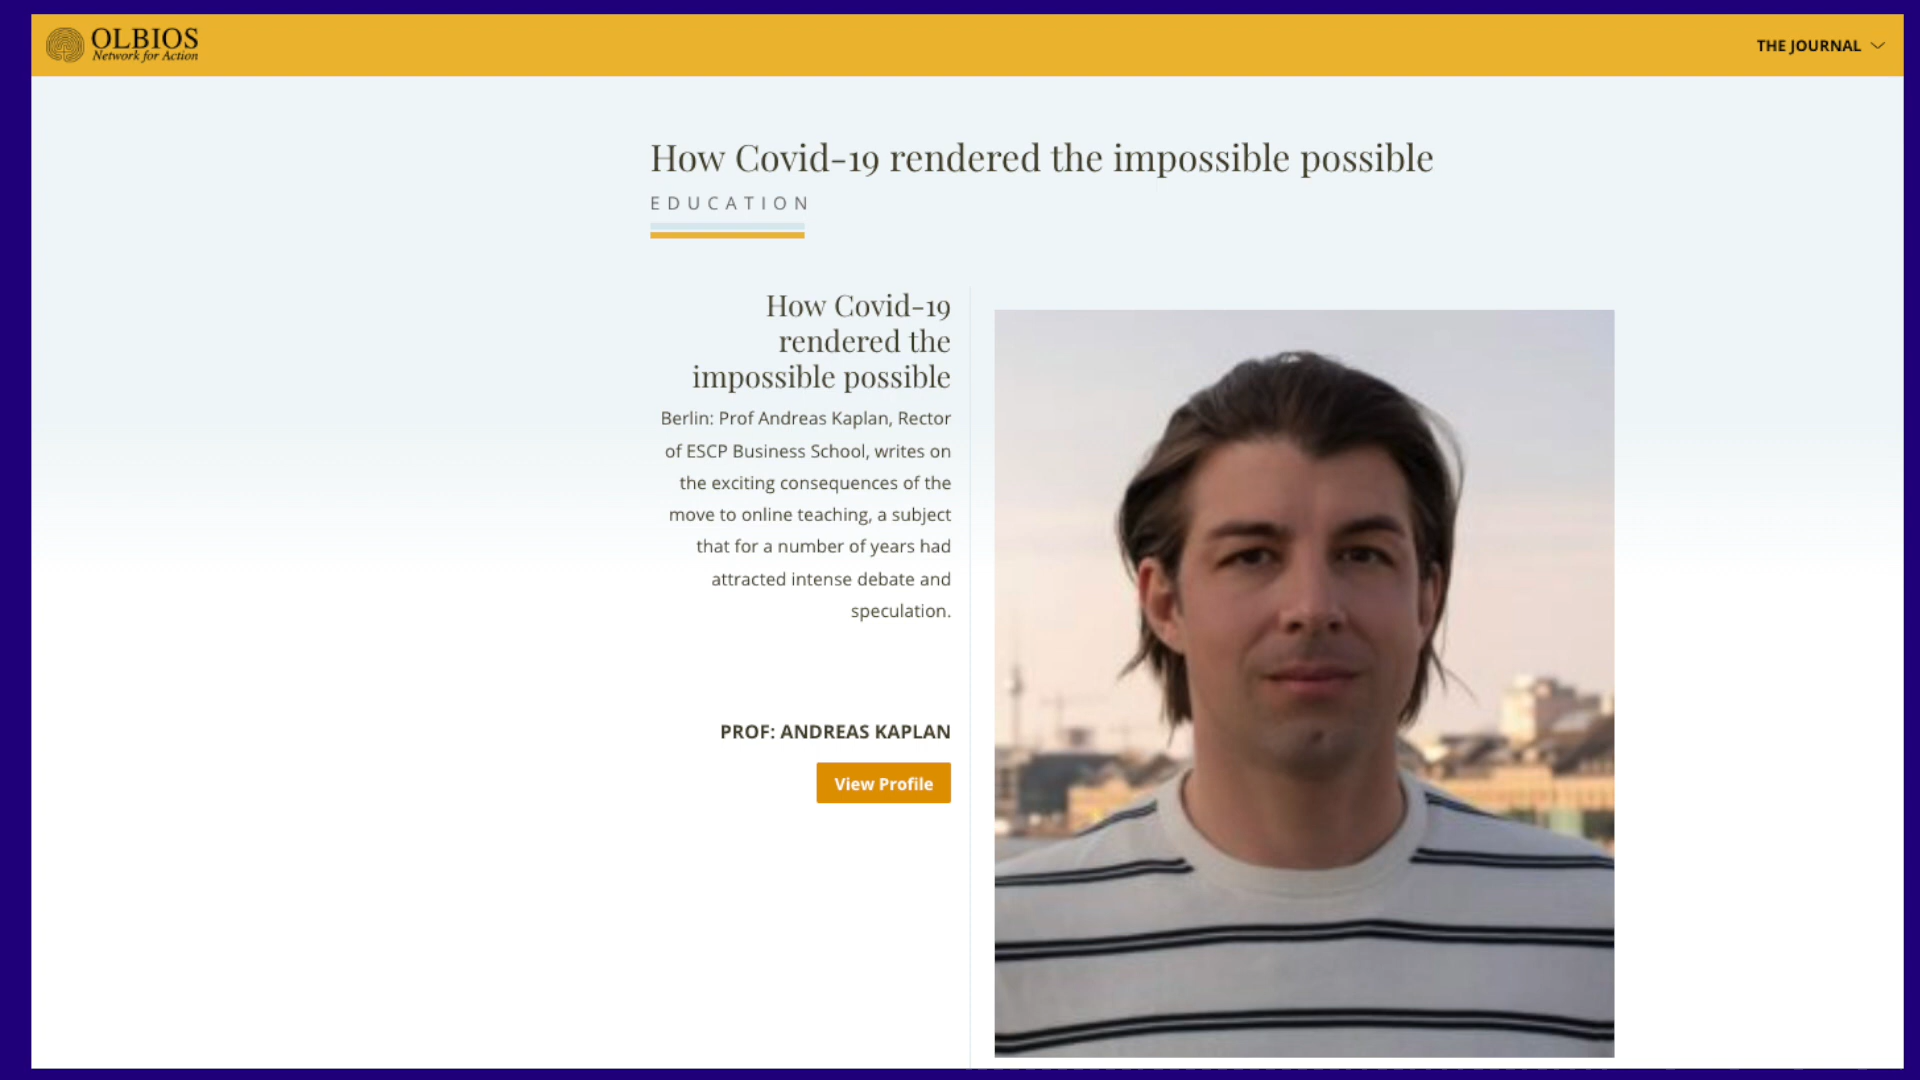 OLBIOS
Network for Action
THE JOURNAL
How Covid-19 rendered the impossible possible
EDUCATION
How Covid-19
rendered the
impossible possible
Berlin: Prof Andreas Kaplan, Rector
of ESCP Business School, writes on
the exciting consequences of the
move to online teaching, a subject
that for a number of years had
attracted intense debate and
speculation.
PROF: ANDREAS KAPLAN
View Profile